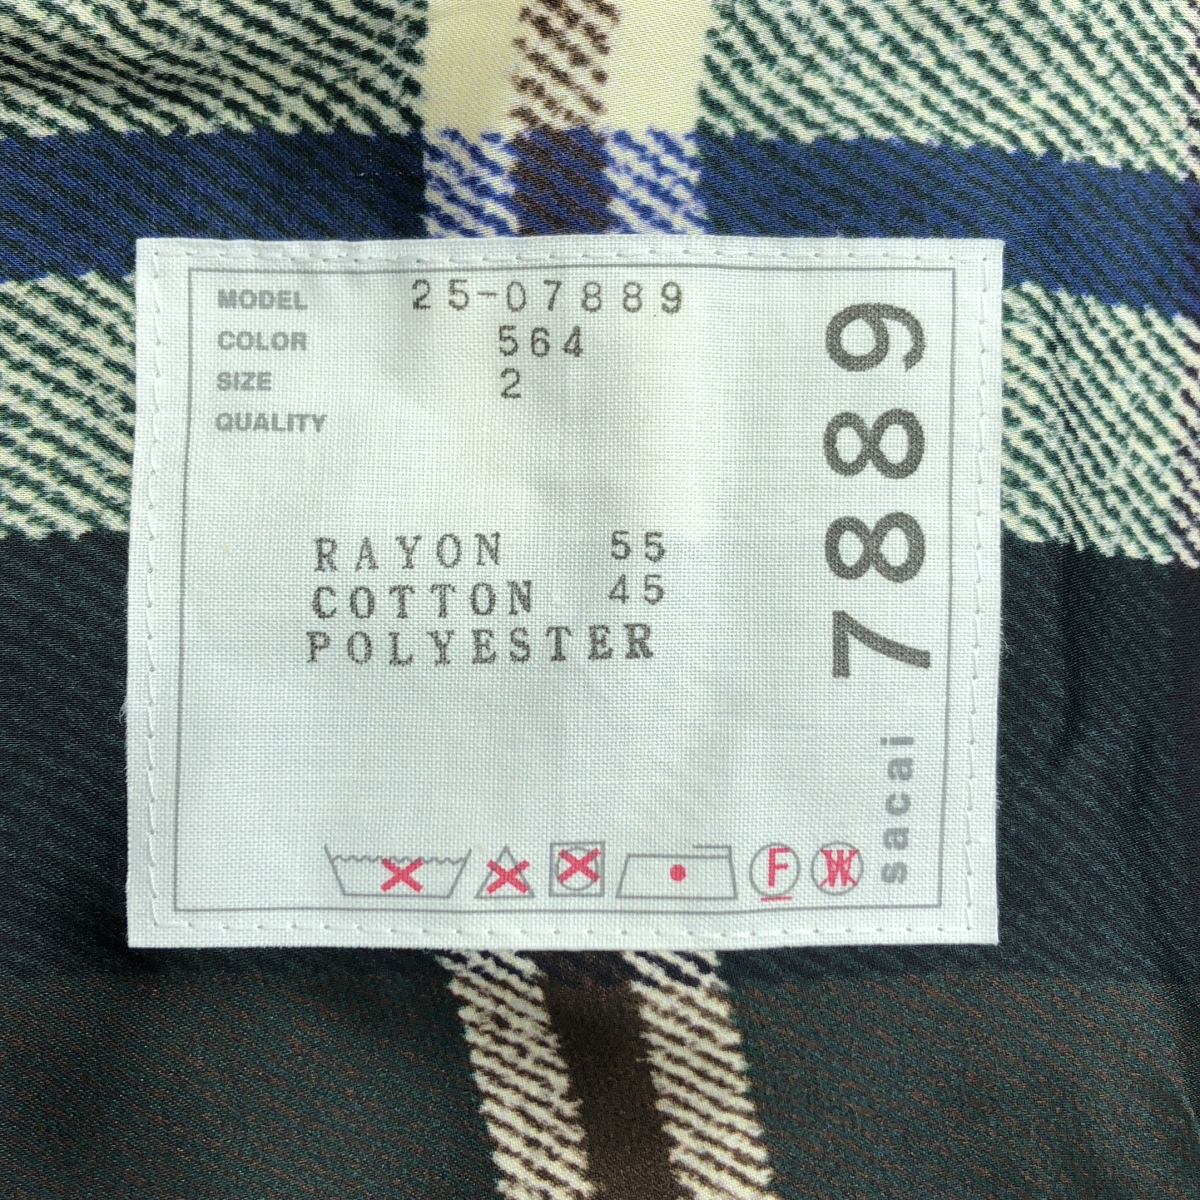 MODEL 25-07889
COLOR 564
SIZE 2
QUALITY
RAYON 55
COTTON 45
POLYESTER
F
W
sacai 7889